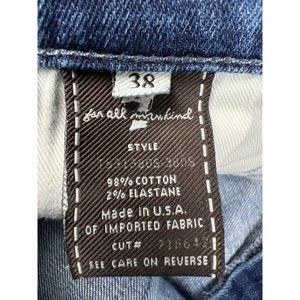 38
7
for all mankind
STYLE
98% COTTON
2% ELASTANE
Made in U.S.A.
OF IMPORTED FABRIC
CUT#
SEE CARE ON REVERSE